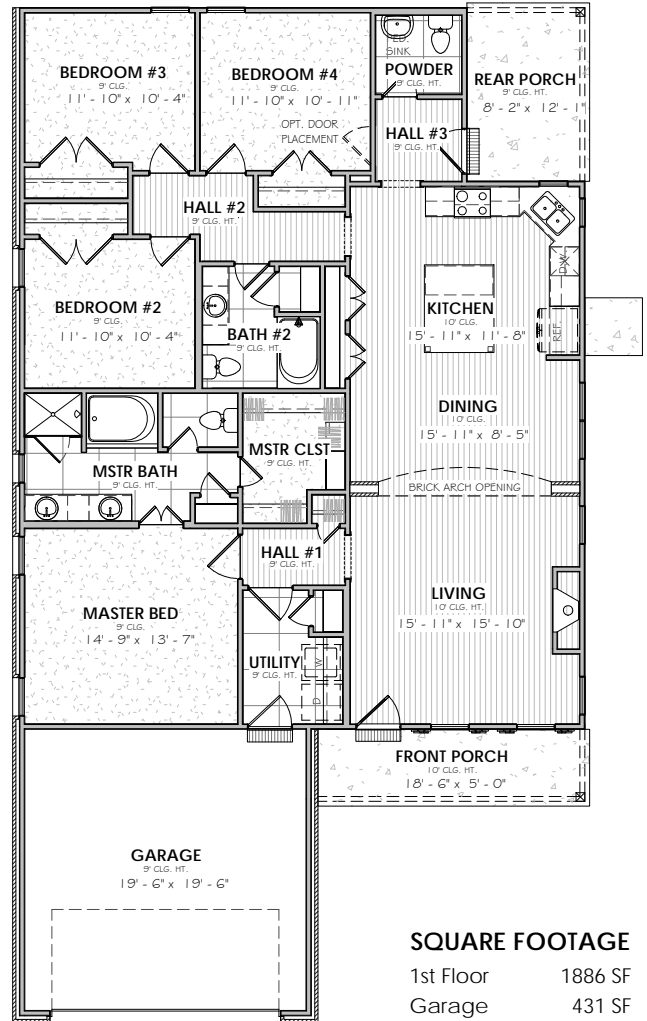 BEDROOM #3
9' CLG.
11' - 10" x 10' - 4"
BEDROOM #4
9' CLG. HT.
11' - 10" x 10' - 11"
OPT. DOOR
PLACEMENT
PED.
SINK
POWDER
9' CLG. HT.
REAR PORCH
9' CLG. HT.
8' - 2" x 12' - 1"
HALL #3
9' CLG. HT.
HALL #2
9' CLG. HT.
BEDROOM #2
9' CLG.
11' - 10" x 10' - 4"
BATH #2
9' CLG. HT.
KITCHEN
10' CLG.
15' - 11" x 11' - 8"
D.W.
REF.
DINING
10' CLG.
15' - 11" x 8' - 5"
BRICK ARCH OPENING
MSTR CLST
9' CLG. HT.
MSTR BATH
9' CLG. HT.
HALL #1
9' CLG. HT.
MASTER BED
9' CLG.
14' - 9" x 13' - 7"
LIVING
10' CLG. HT.
15' - 11" x 15' - 10"
UTILITY
9' CLG. HT.
W
D
FRONT PORCH
10' CLG. HT.
18' - 6" x 5' - 0"
GARAGE
9' CLG. HT.
19' - 6" x 19' - 6"
SQUARE FOOTAGE
1st Floor 1886 SF
Garage 431 SF